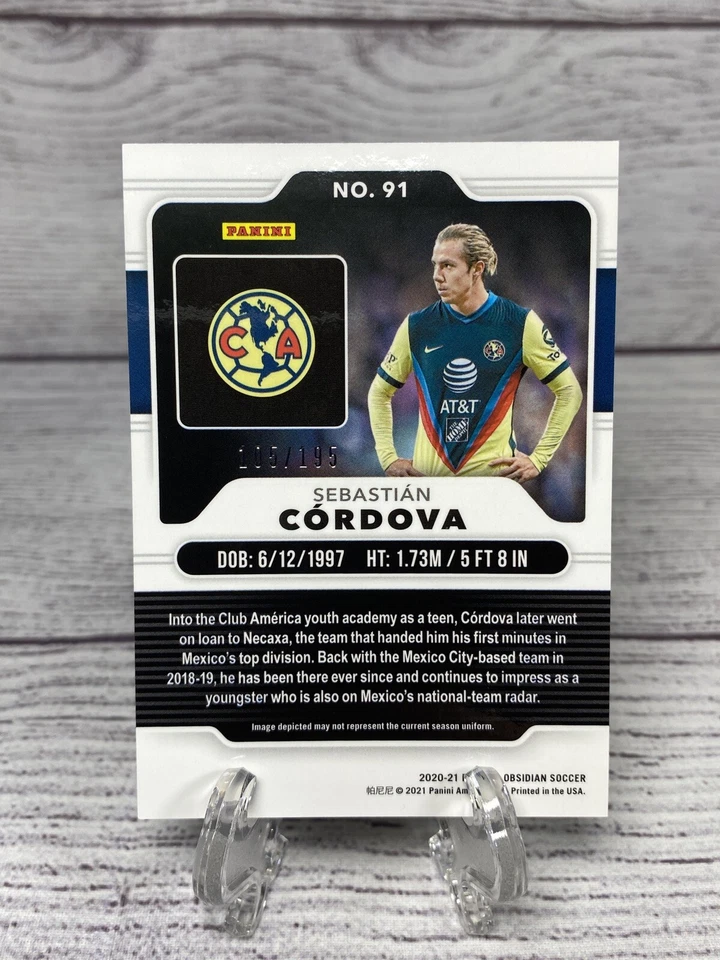 NO. 91
PANINI
CA
105/195
AT&T
THE HOME DEPOT
SEBASTIÁN
CÓRDOVA
DOB: 6/12/1997 HT: 1.73M / 5 FT 8 IN
Into the Club América youth academy as a teen, Córdova later went
on loan to Necaxa, the team that handed him his first minutes in
Mexico's top division. Back with the Mexico City-based team in
2018-19, he has been there ever since and continues to impress as a
youngster who is also on Mexico's national-team radar.
Image depicted may not represent the current season uniform.
2020-21 OBSIDIAN SOCCER
帕尼尼 © 2021 Panini Printed in the USA.